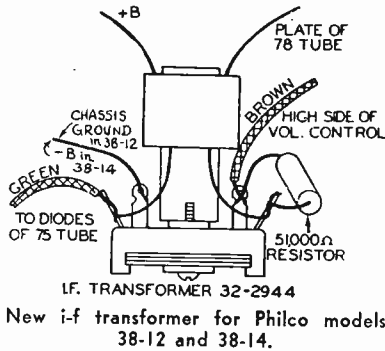 +B
PLATE OF
78 TUBE
BROWN
CHASSIS
GROUND
in 38-12
HIGH SIDE OF
VOL. CONTROL
-B in
38-14
GREEN
TO DIODES
OF 75 TUBE
51,000Ω
RESISTOR
I.F. TRANSFORMER 32-2944
New i-f transformer for Philco models
38-12 and 38-14.